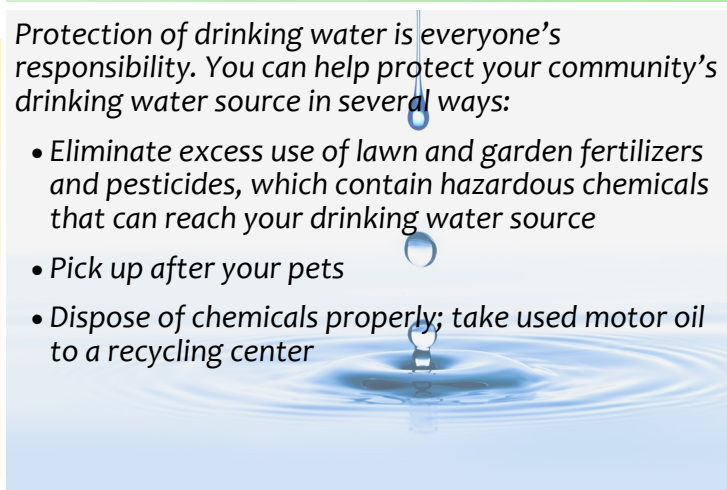 Protection of drinking water is everyone’s
responsibility. You can help protect your community’s
drinking water source in several ways:
• Eliminate excess use of lawn and garden fertilizers
and pesticides, which contain hazardous chemicals
that can reach your drinking water source
• Pick up after your pets
• Dispose of chemicals properly; take used motor oil
to a recycling center